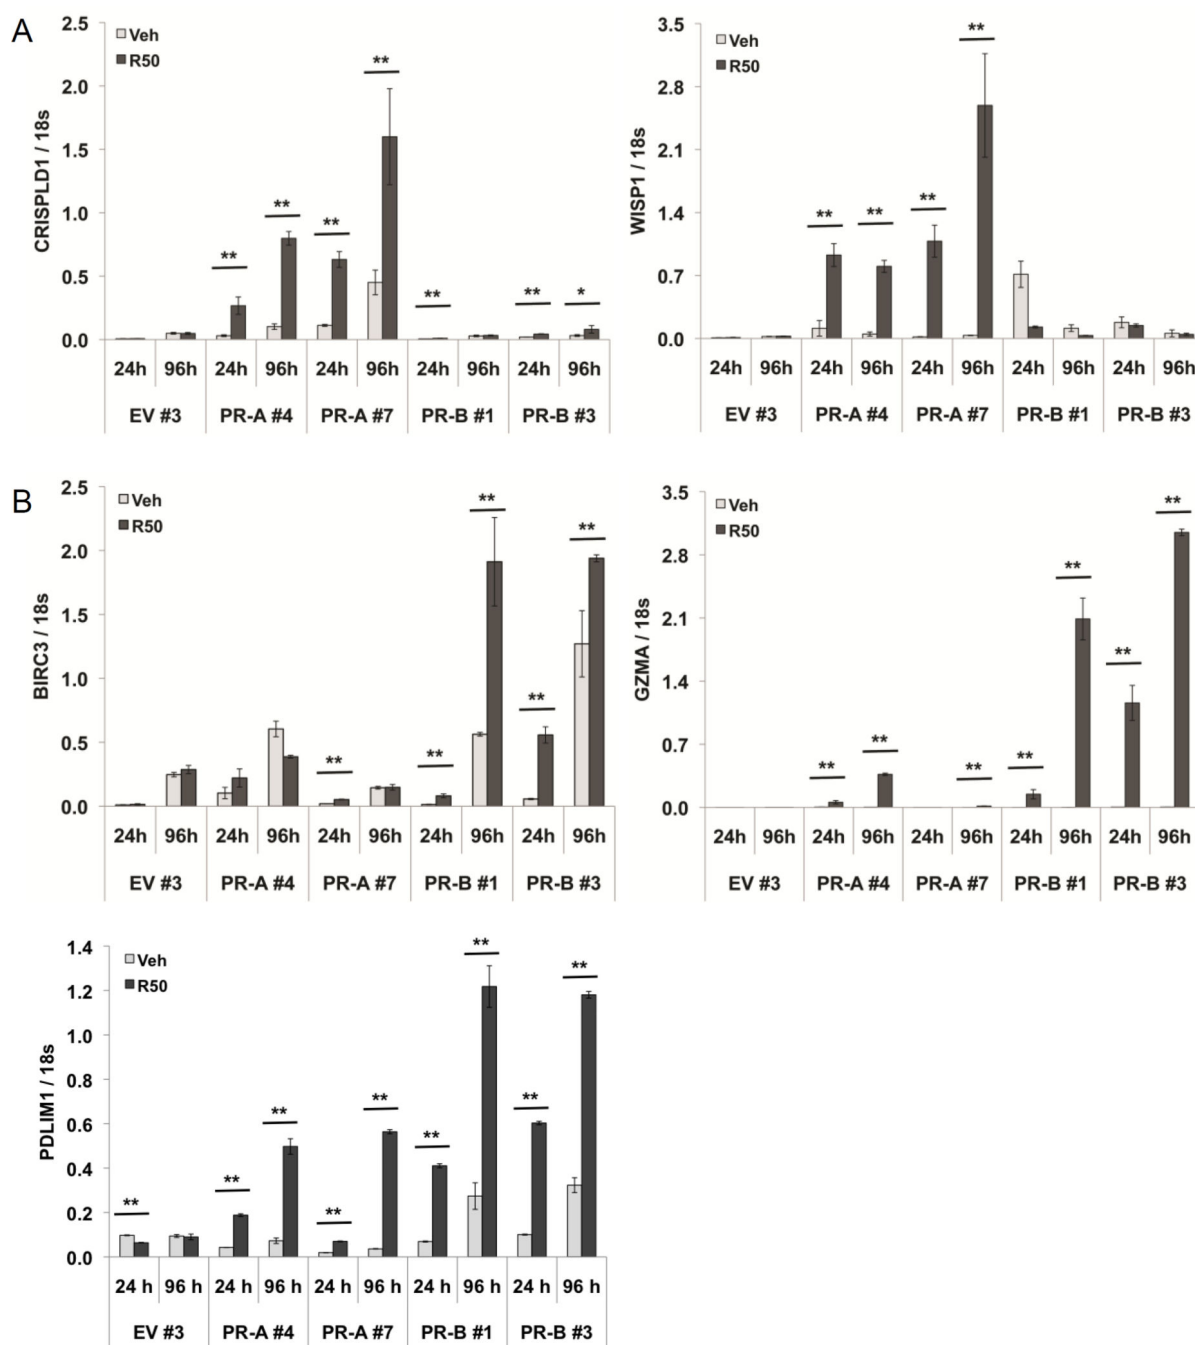 A
CRISPLD1 / 18s
2.5
2.0
1.5
1.0
0.5
0.0
Veh
R50
**
**
**
**
**
**
*
24h 96h 24h 96h 24h 96h 24h 96h 24h 96h
EV #3 PR-A #4 PR-A #7 PR-B #1 PR-B #3
WISP1 / 18s
3.5
2.8
2.1
1.4
0.7
0.0
Veh
R50
**
**
**
**
24h 96h 24h 96h 24h 96h 24h 96h 24h 96h
EV #3 PR-A #4 PR-A #7 PR-B #1 PR-B #3
B
BIRC3 / 18s
2.5
2.0
1.5
1.0
0.5
0.0
Veh
R50
**
**
**
**
**
24h 96h 24h 96h 24h 96h 24h 96h 24h 96h
EV #3 PR-A #4 PR-A #7 PR-B #1 PR-B #3
GZMA / 18s
3.5
2.8
2.1
1.4
0.7
0.0
Veh
R50
**
**
**
**
**
**
**
24h 96h 24h 96h 24h 96h 24h 96h 24h 96h
EV #3 PR-A #4 PR-A #7 PR-B #1 PR-B #3
PDLIM1 / 18s
1.4
1.2
1.0
0.8
0.6
0.4
0.2
0.0
Veh
R50
**
**
**
**
**
**
**
**
**
24 h 96 h 24 h 96 h 24 h 96 h 24 h 96 h 24 h 96 h
EV #3 PR-A #4 PR-A #7 PR-B #1 PR-B #3